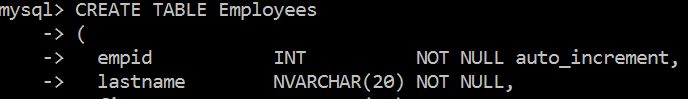 mysql> CREATE TABLE Employees
-> (
-> empid INT NOT NULL auto_increment,
-> lastname NVARCHAR(20) NOT NULL,